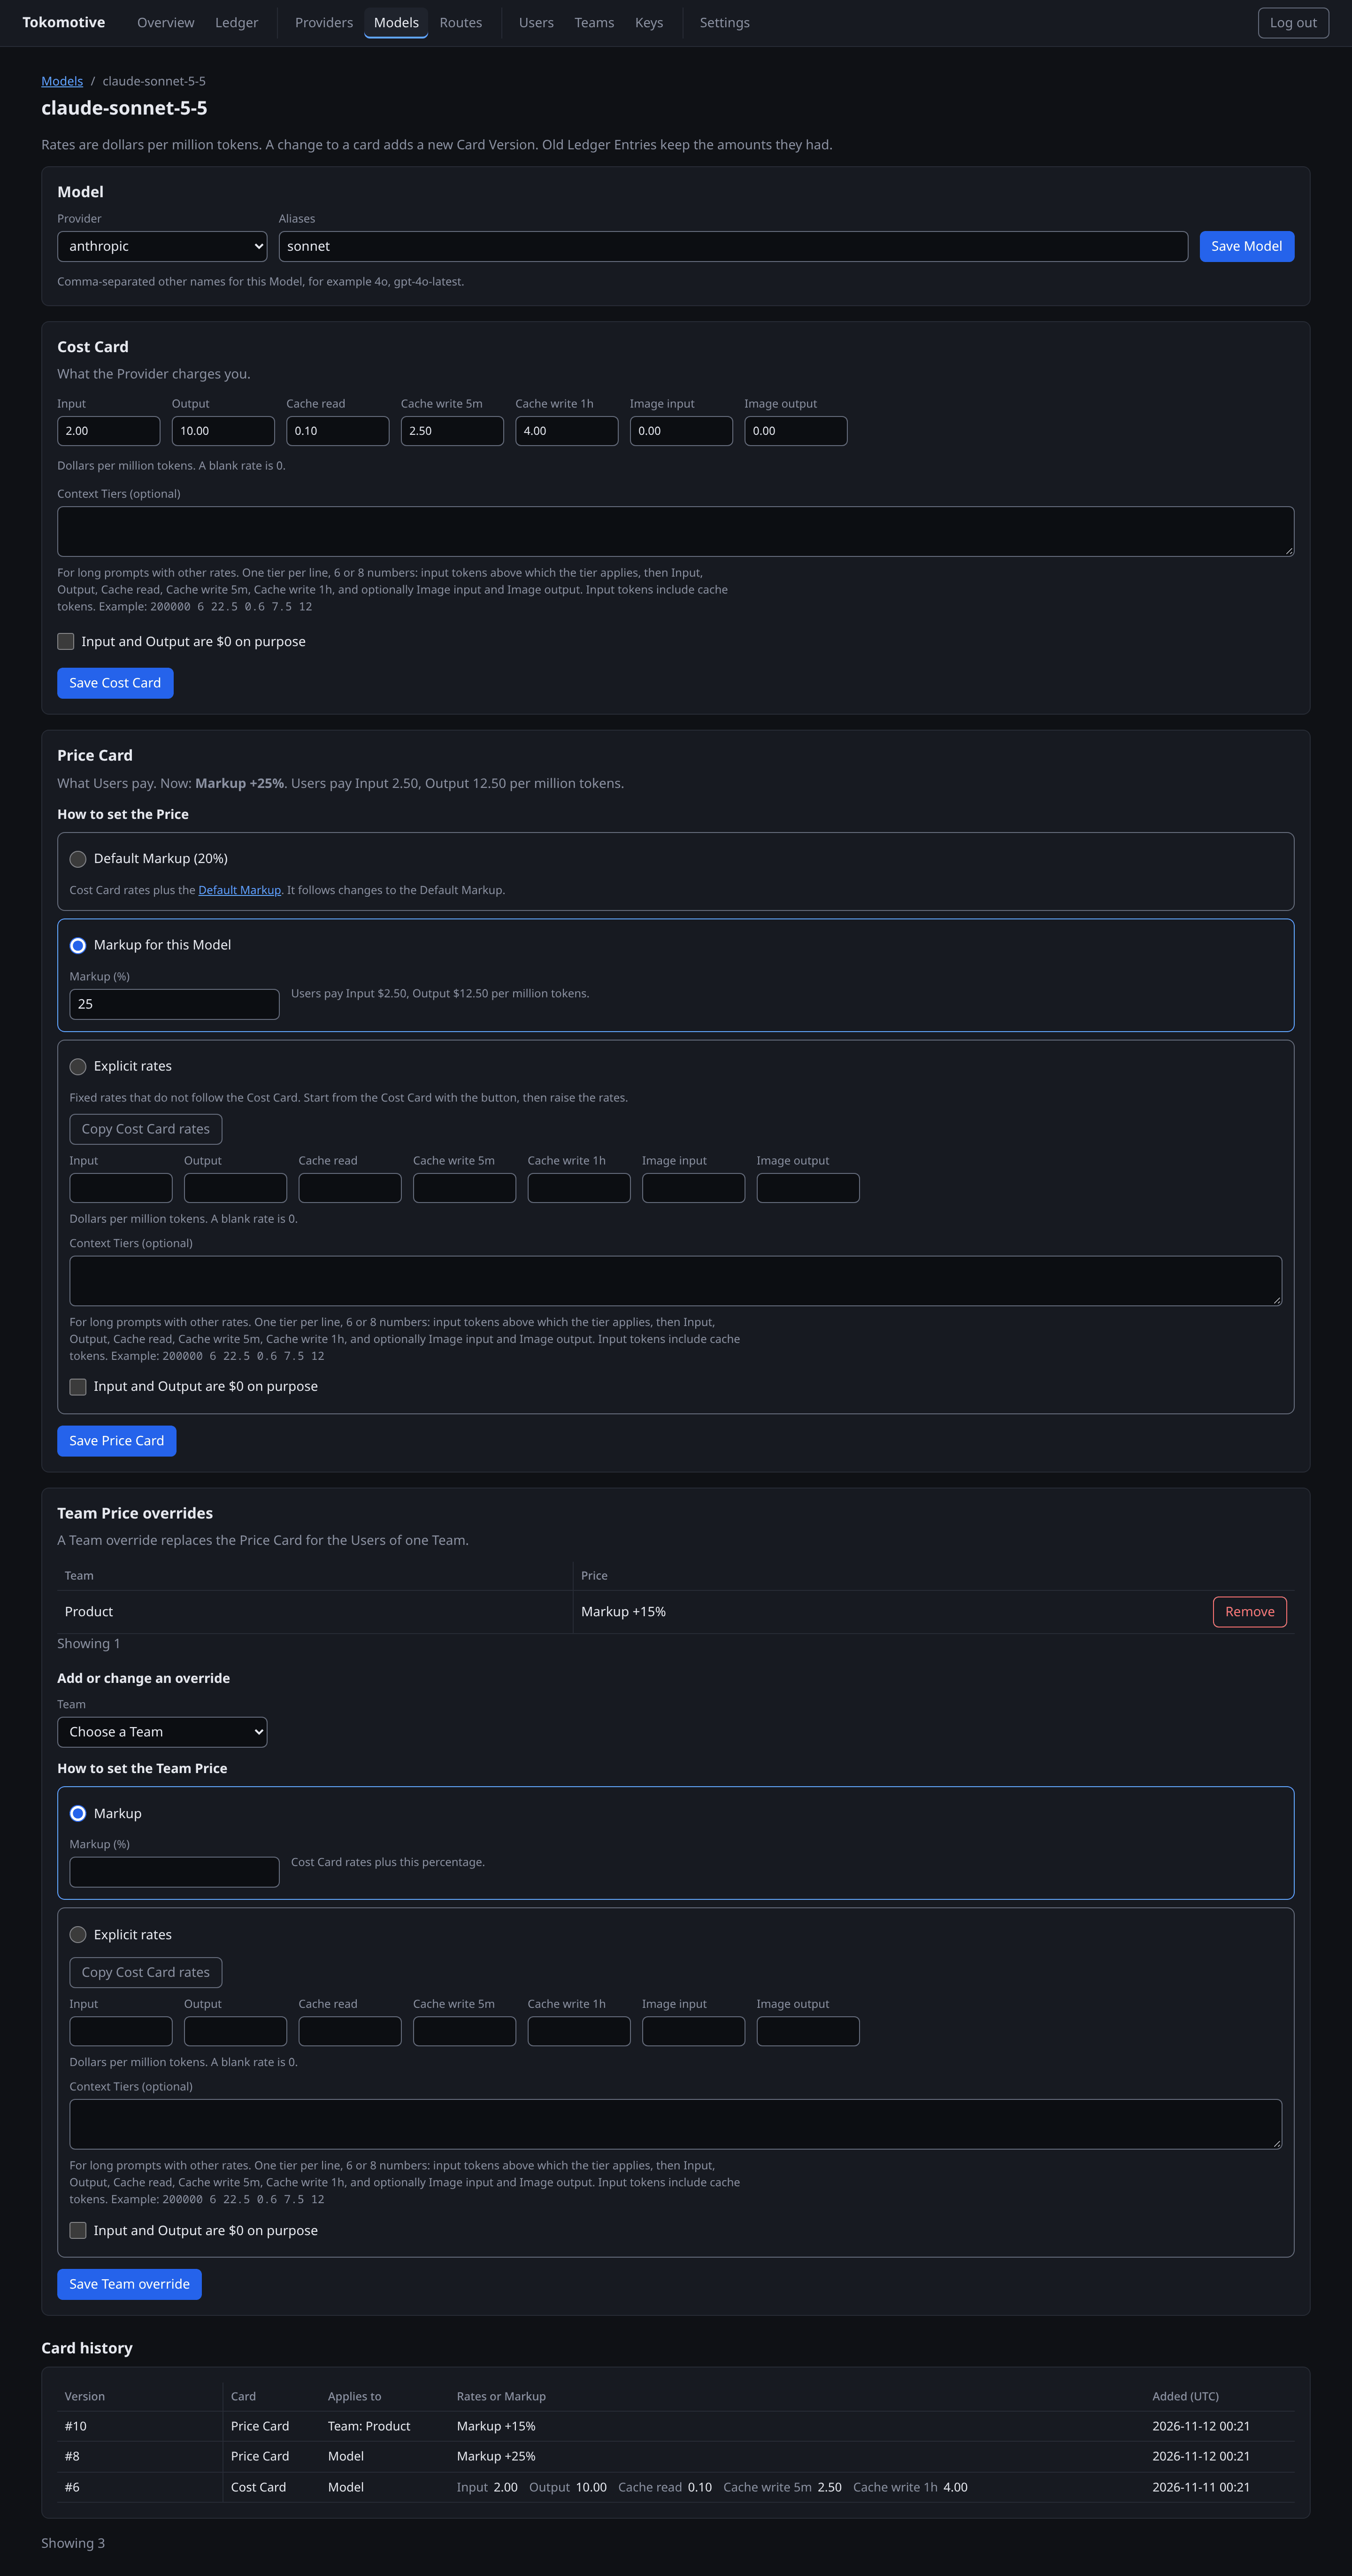 Tokomotive Overview Ledger Providers Models Routes Users Teams Keys Settings Log out
Models / claude-sonnet-5-5
claude-sonnet-5-5
Rates are dollars per million tokens. A change to a card adds a new Card Version. Old Ledger Entries keep the amounts they had.
Model
Provider Aliases
anthropic sonnet Save Model
Comma-separated other names for this Model, for example 4o, gpt-4o-latest.
Cost Card
What the Provider charges you.
Input Output Cache read Cache write 5m Cache write 1h Image input Image output
2.00 10.00 0.10 2.50 4.00 0.00 0.00
Dollars per million tokens. A blank rate is 0.
Context Tiers (optional)
For long prompts with other rates. One tier per line, 6 or 8 numbers: input tokens above which the tier applies, then Input,
Output, Cache read, Cache write 5m, Cache write 1h, and optionally Image input and Image output. Input tokens include cache
tokens. Example: 200000 6 22.5 0.6 7.5 12
Input and Output are $0 on purpose
Save Cost Card
Price Card
What Users pay. Now: Markup +25%. Users pay Input 2.50, Output 12.50 per million tokens.
How to set the Price
Default Markup (20%)
Cost Card rates plus the Default Markup. It follows changes to the Default Markup.
Markup for this Model
Markup (%)
25 Users pay Input $2.50, Output $12.50 per million tokens.
Explicit rates
Fixed rates that do not follow the Cost Card. Start from the Cost Card with the button, then raise the rates.
Copy Cost Card rates
Input Output Cache read Cache write 5m Cache write 1h Image input Image output
Dollars per million tokens. A blank rate is 0.
Context Tiers (optional)
For long prompts with other rates. One tier per line, 6 or 8 numbers: input tokens above which the tier applies, then Input,
Output, Cache read, Cache write 5m, Cache write 1h, and optionally Image input and Image output. Input tokens include cache
tokens. Example: 200000 6 22.5 0.6 7.5 12
Input and Output are $0 on purpose
Save Price Card
Team Price overrides
A Team override replaces the Price Card for the Users of one Team.
Team Price
Product Markup +15% Remove
Showing 1
Add or change an override
Team
Choose a Team
How to set the Team Price
Markup
Markup (%)
Cost Card rates plus this percentage.
Explicit rates
Copy Cost Card rates
Input Output Cache read Cache write 5m Cache write 1h Image input Image output
Dollars per million tokens. A blank rate is 0.
Context Tiers (optional)
For long prompts with other rates. One tier per line, 6 or 8 numbers: input tokens above which the tier applies, then Input,
Output, Cache read, Cache write 5m, Cache write 1h, and optionally Image input and Image output. Input tokens include cache
tokens. Example: 200000 6 22.5 0.6 7.5 12
Input and Output are $0 on purpose
Save Team override
Card history
Version Card Applies to Rates or Markup Added (UTC)
#10 Price Card Team: Product Markup +15% 2026-11-12 00:21
#8 Price Card Model Markup +25% 2026-11-12 00:21
#6 Cost Card Model Input 2.00 Output 10.00 Cache read 0.10 Cache write 5m 2.50 Cache write 1h 4.00 2026-11-11 00:21
Showing 3